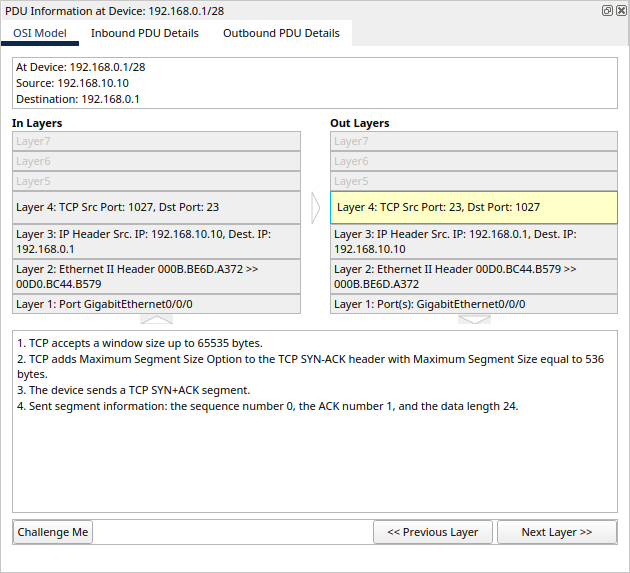 PDU Information at Device: 192.168.0.1/28
OSI Model
Inbound PDU Details
Outbound PDU Details
At Device: 192.168.0.1/28
Source: 192.168.10.10
Destination: 192.168.0.1
In Layers
Layer7
Layer6
Layer5
Layer 4: TCP Src Port: 1027, Dst Port: 23
Layer 3: IP Header Src. IP: 192.168.10.10, Dest. IP:
192.168.0.1
Layer 2: Ethernet II Header 000B.BE6D.A372 >>
00D0.BC44.B579
Layer 1: Port GigabitEthernet0/0/0
Out Layers
Layer7
Layer6
Layer5
Layer 4: TCP Src Port: 23, Dst Port: 1027
Layer 3: IP Header Src. IP: 192.168.0.1, Dest. IP:
192.168.10.10
Layer 2: Ethernet II Header 00D0.BC44.B579 >>
000B.BE6D.A372
Layer 1: Port(s): GigabitEthernet0/0/0
1. TCP accepts a window size up to 65535 bytes.
2. TCP adds Maximum Segment Size Option to the TCP SYN-ACK header with Maximum Segment Size equal to 536
bytes.
3. The device sends a TCP SYN+ACK segment.
4. Sent segment information: the sequence number 0, the ACK number 1, and the data length 24.
Challenge Me
<< Previous Layer
Next Layer >>